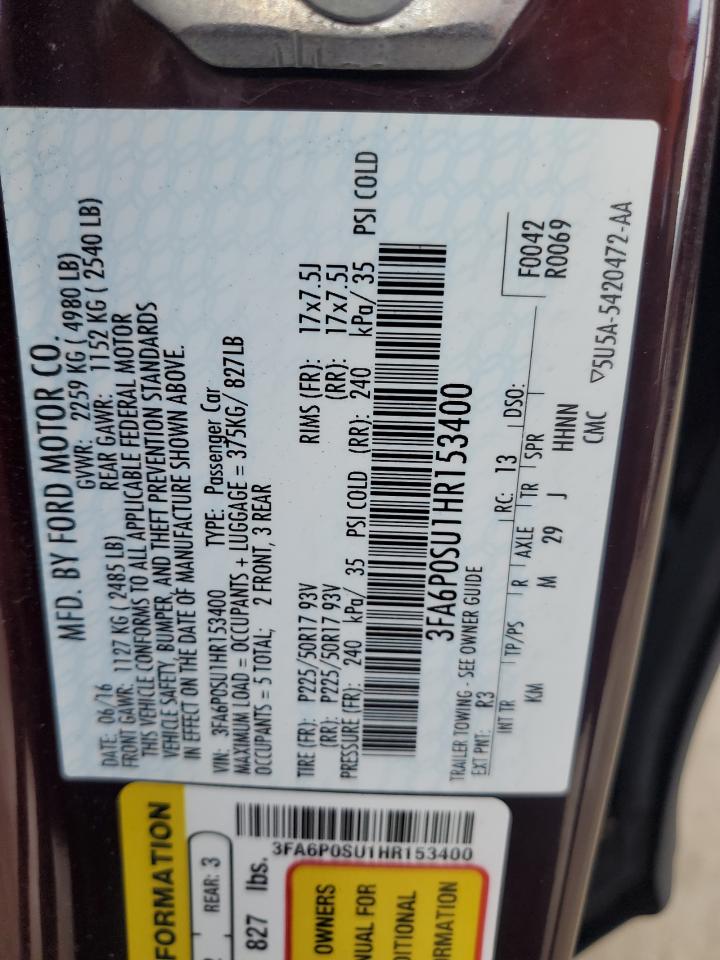 MFD. BY FORD MOTOR CO.
DATE: 06/16 GVWR: 2259 KG ( 4980 LB)
FRONT GAWR: 1127 KG ( 2485 LB) REAR GAWR: 1152 KG ( 2540 LB)
THIS VEHICLE CONFORMS TO ALL APPLICABLE FEDERAL MOTOR
VEHICLE SAFETY, BUMPER, AND THEFT PREVENTION STANDARDS
IN EFFECT ON THE DATE OF MANUFACTURE SHOWN ABOVE.
VIN: 3FA6P0SU1HR153400 TYPE: Passenger Car
MAXIMUM LOAD = OCCUPANTS + LUGGAGE = 375KG/ 827LB
OCCUPANTS = 5 TOTAL; 2 FRONT, 3 REAR
TIRE (FR): P225/50R17 93V RIMS (FR): 17x7.5J
(RR): P225/50R17 93V (RR): 17x7.5J
PRESSURE (FR): 240 kPa/ 35 PSI COLD (RR): 240 kPa/ 35 PSI COLD
3FA6P0SU1HR153400
TRAILER TOWING - SEE OWNER GUIDE
EXT PNT: R3 RC: 13 DSO: F0042
R0069
INT TR TP/PS R AXLE TR SPR
KM M 29 J HHNN
CMC
▽5U5A-5420472-AA
FORMATION
REAR: 3
827 lbs.
3FA6P0SU1HR153400
OWNERS
NUAL FOR
DITIONAL
ORMATION